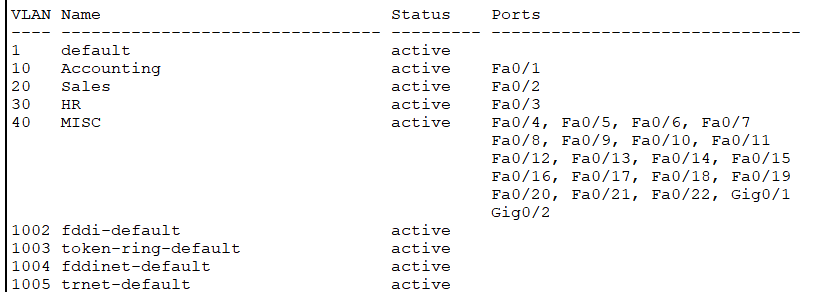 VLAN Name                             Status    Ports
---- -------------------------------- --------- -------------------------------
1    default                          active
10   Accounting                       active    Fa0/1
20   Sales                            active    Fa0/2
30   HR                               active    Fa0/3
40   MISC                             active    Fa0/4, Fa0/5, Fa0/6, Fa0/7
                                                Fa0/8, Fa0/9, Fa0/10, Fa0/11
                                                Fa0/12, Fa0/13, Fa0/14, Fa0/15
                                                Fa0/16, Fa0/17, Fa0/18, Fa0/19
                                                Fa0/20, Fa0/21, Fa0/22, Gig0/1
                                                Gig0/2
1002 fddi-default                     active
1003 token-ring-default               active
1004 fddinet-default                  active
1005 trnet-default                    active